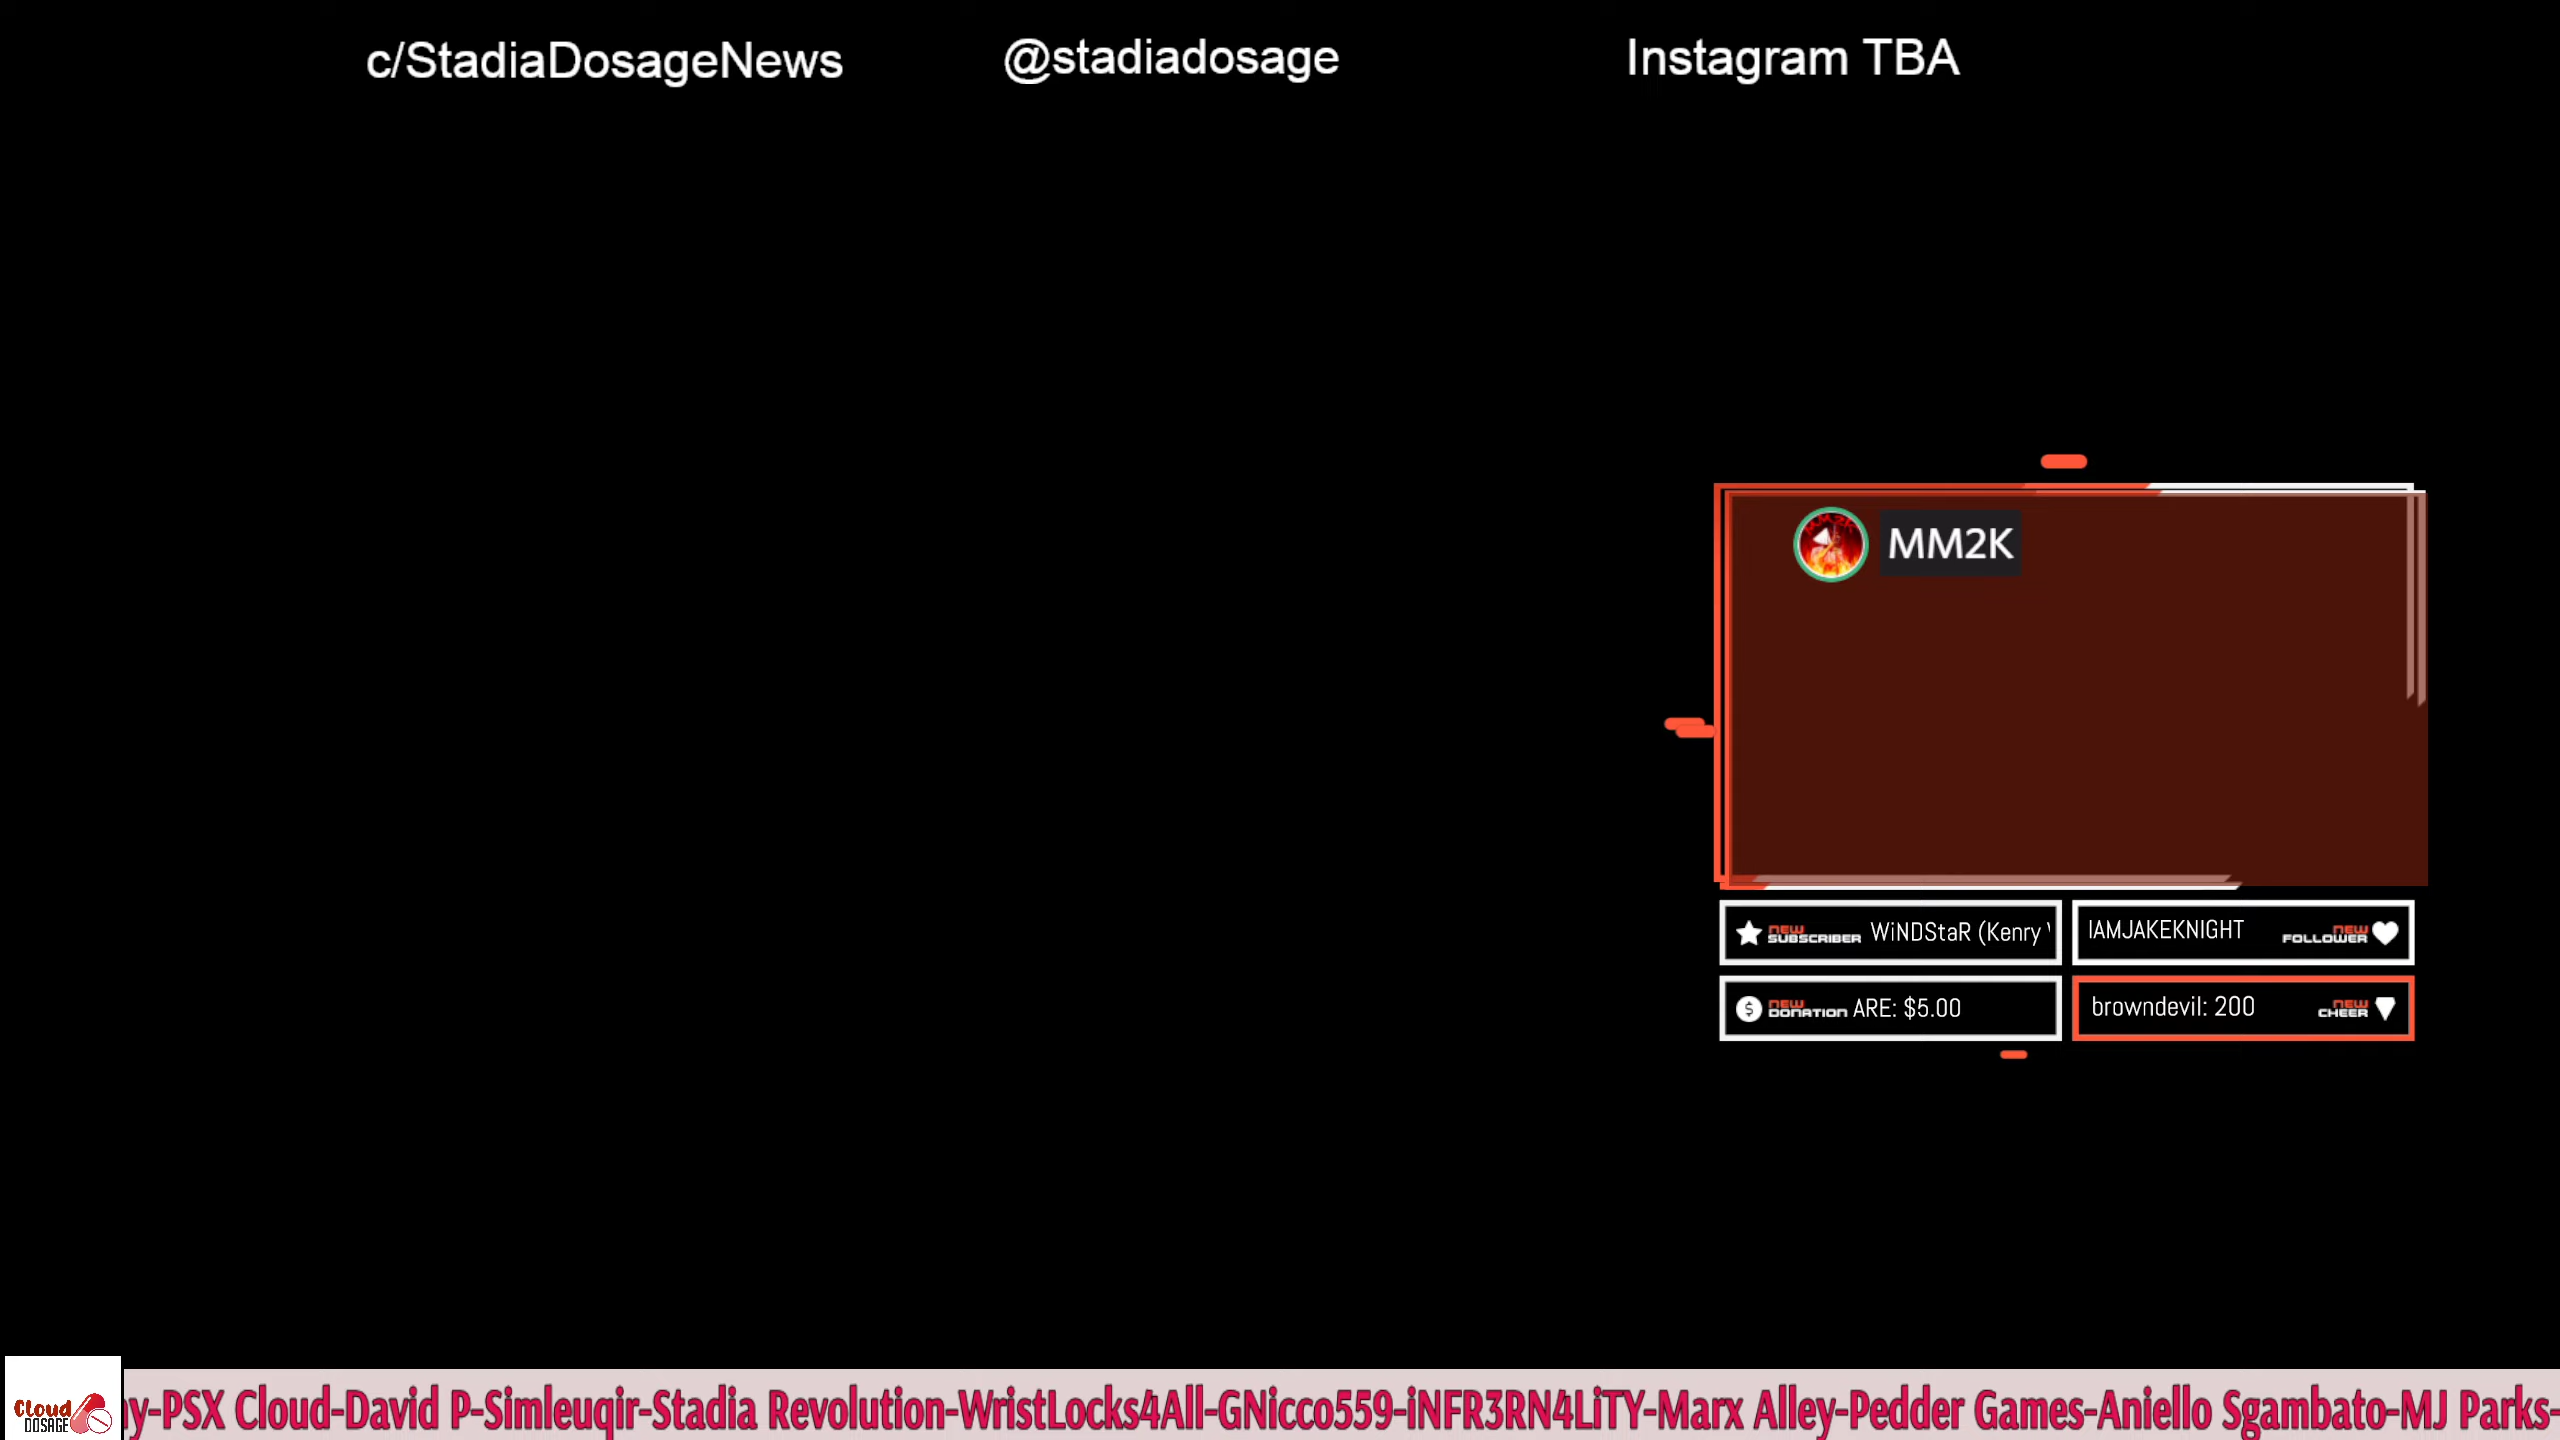 c/StadiaDosageNews
@stadiadosage
Instagram TBA
MM2K
NEW SUBSCRIBER WiNDStaR (Kenry
IAMJAKEKNIGHT NEW FOLLOWER
NEW DONATION ARE: $5.00
browndevil: 200 NEW CHEER
Cloud DOSAGE
y-PSX Cloud-David P-Simleuqir-Stadia Revolution-WristLocks4All-GNicco559-iNFR3RN4LiTY-Marx Alley-Pedder Games-Aniello Sgambato-MJ Parks-